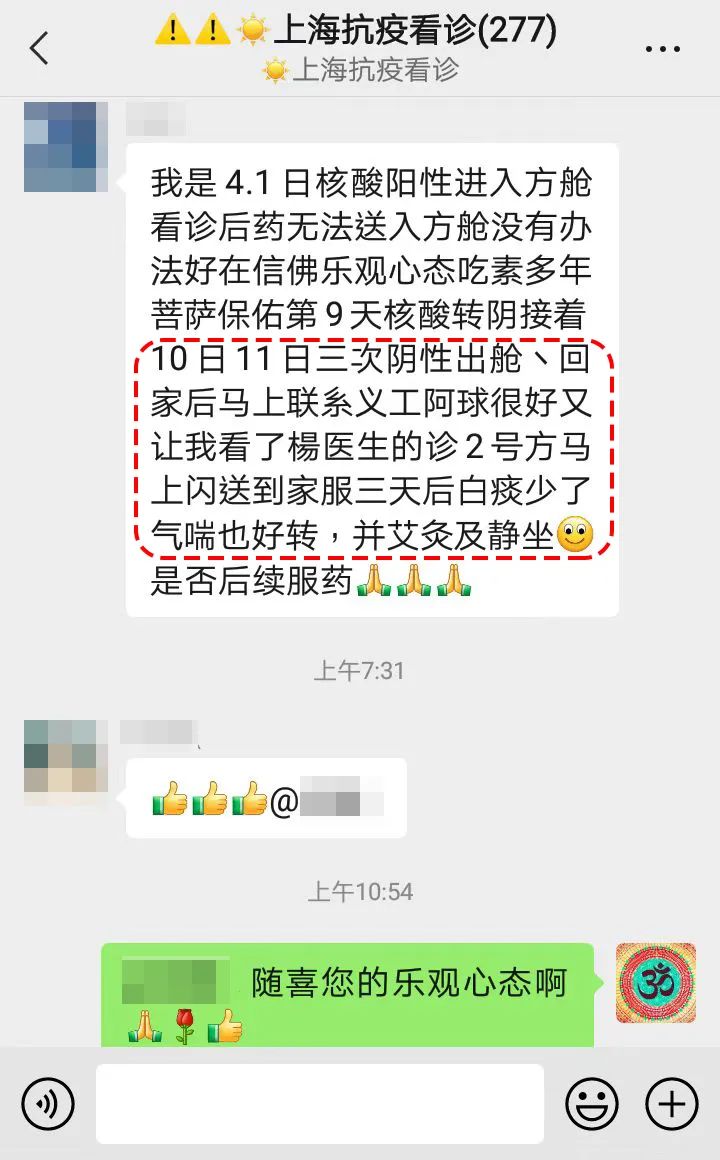 ⚠️⚠️☀️上海抗疫看诊(277)
☀️上海抗疫看诊
我是 4.1 日核酸阳性进入方舱
看诊后药无法送入方舱没有办
法好在信佛乐观心态吃素多年
菩萨保佑第 9 天核酸转阴接着
10 日 11 日三次阴性出舱丶回
家后马上联糸义工阿球很好又
让我看了楊医生的诊 2 号方马
上闪送到家服三天后白痰少了
气喘也好转，并艾灸及静坐🙂
是否后续服药🙏🙏🙏
上午7:31
👍👍👍@
上午10:54
随喜您的乐观心态啊
🙏🌹👍
ॐ